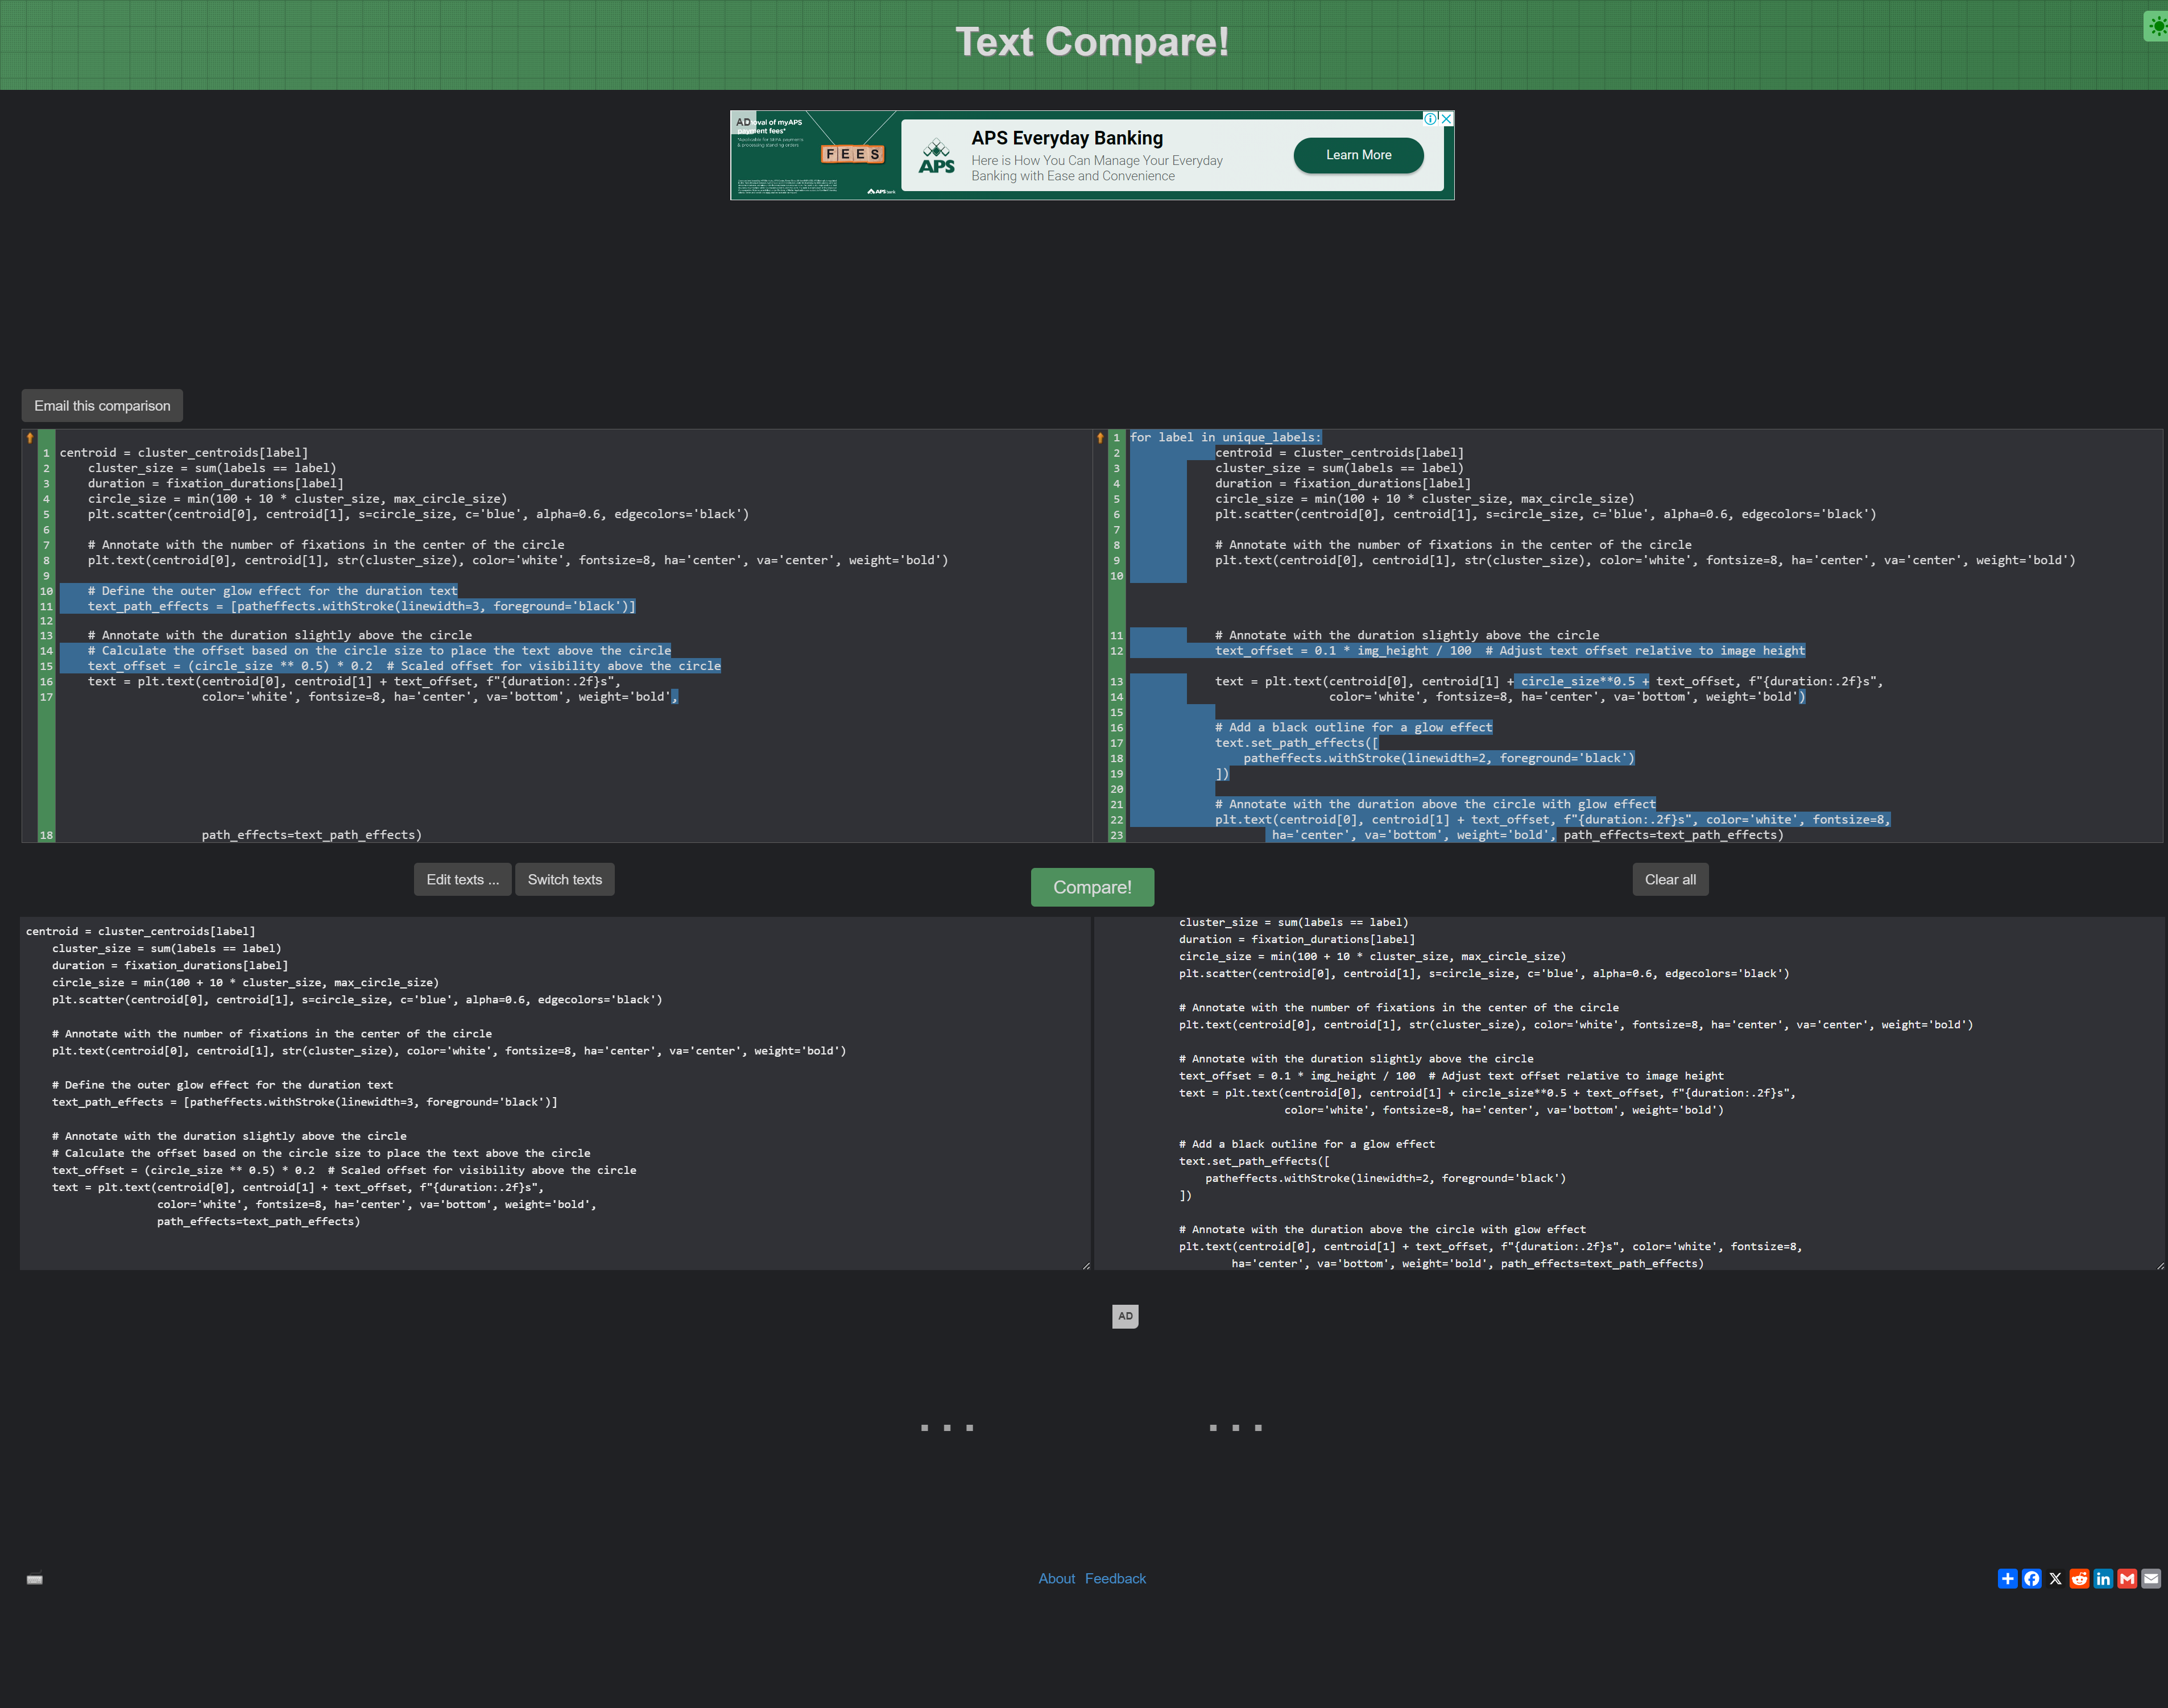 Text Compare!
AD
oval of myAPS
payment fees*
FEES
APS bank
APS
APS Everyday Banking
Here is How You Can Manage Your Everyday
Banking with Ease and Convenience
Learn More
Email this comparison
1 centroid = cluster_centroids[label]
2     cluster_size = sum(labels == label)
3     duration = fixation_durations[label]
4     circle_size = min(100 + 10 * cluster_size, max_circle_size)
5     plt.scatter(centroid[0], centroid[1], s=circle_size, c='blue', alpha=0.6, edgecolors='black')
6
7     # Annotate with the number of fixations in the center of the circle
8     plt.text(centroid[0], centroid[1], str(cluster_size), color='white', fontsize=8, ha='center', va='center', weight='bold')
9
10     # Define the outer glow effect for the duration text
11     text_path_effects = [patheffects.withStroke(linewidth=3, foreground='black')]
12
13     # Annotate with the duration slightly above the circle
14     # Calculate the offset based on the circle size to place the text above the circle
15     text_offset = (circle_size ** 0.5) * 0.2  # Scaled offset for visibility above the circle
16     text = plt.text(centroid[0], centroid[1] + text_offset, f"{duration:.2f}s",
17                     color='white', fontsize=8, ha='center', va='bottom', weight='bold',
18                     path_effects=text_path_effects)
1 for label in unique_labels:
2             centroid = cluster_centroids[label]
3             cluster_size = sum(labels == label)
4             duration = fixation_durations[label]
5             circle_size = min(100 + 10 * cluster_size, max_circle_size)
6             plt.scatter(centroid[0], centroid[1], s=circle_size, c='blue', alpha=0.6, edgecolors='black')
7
8             # Annotate with the number of fixations in the center of the circle
9             plt.text(centroid[0], centroid[1], str(cluster_size), color='white', fontsize=8, ha='center', va='center', weight='bold')
10
11             # Annotate with the duration slightly above the circle
12             text_offset = 0.1 * img_height / 100  # Adjust text offset relative to image height
13             text = plt.text(centroid[0], centroid[1] + circle_size**0.5 + text_offset, f"{duration:.2f}s",
14                             color='white', fontsize=8, ha='center', va='bottom', weight='bold')
15
16             # Add a black outline for a glow effect
17             text.set_path_effects([
18                 patheffects.withStroke(linewidth=2, foreground='black')
19             ])
20
21             # Annotate with the duration above the circle with glow effect
22             plt.text(centroid[0], centroid[1] + text_offset, f"{duration:.2f}s", color='white', fontsize=8,
23                     ha='center', va='bottom', weight='bold', path_effects=text_path_effects)
Edit texts ...
Switch texts
Compare!
Clear all
centroid = cluster_centroids[label]
    cluster_size = sum(labels == label)
    duration = fixation_durations[label]
    circle_size = min(100 + 10 * cluster_size, max_circle_size)
    plt.scatter(centroid[0], centroid[1], s=circle_size, c='blue', alpha=0.6, edgecolors='black')
    # Annotate with the number of fixations in the center of the circle
    plt.text(centroid[0], centroid[1], str(cluster_size), color='white', fontsize=8, ha='center', va='center', weight='bold')
    # Define the outer glow effect for the duration text
    text_path_effects = [patheffects.withStroke(linewidth=3, foreground='black')]
    # Annotate with the duration slightly above the circle
    # Calculate the offset based on the circle size to place the text above the circle
    text_offset = (circle_size ** 0.5) * 0.2  # Scaled offset for visibility above the circle
    text = plt.text(centroid[0], centroid[1] + text_offset, f"{duration:.2f}s",
                    color='white', fontsize=8, ha='center', va='bottom', weight='bold',
                    path_effects=text_path_effects)
            cluster_size = sum(labels == label)
            duration = fixation_durations[label]
            circle_size = min(100 + 10 * cluster_size, max_circle_size)
            plt.scatter(centroid[0], centroid[1], s=circle_size, c='blue', alpha=0.6, edgecolors='black')
            # Annotate with the number of fixations in the center of the circle
            plt.text(centroid[0], centroid[1], str(cluster_size), color='white', fontsize=8, ha='center', va='center', weight='bold')
            # Annotate with the duration slightly above the circle
            text_offset = 0.1 * img_height / 100  # Adjust text offset relative to image height
            text = plt.text(centroid[0], centroid[1] + circle_size**0.5 + text_offset, f"{duration:.2f}s",
                            color='white', fontsize=8, ha='center', va='bottom', weight='bold')
            # Add a black outline for a glow effect
            text.set_path_effects([
                patheffects.withStroke(linewidth=2, foreground='black')
            ])
            # Annotate with the duration above the circle with glow effect
            plt.text(centroid[0], centroid[1] + text_offset, f"{duration:.2f}s", color='white', fontsize=8,
                    ha='center', va='bottom', weight='bold', path_effects=text_path_effects)
AD
About Feedback